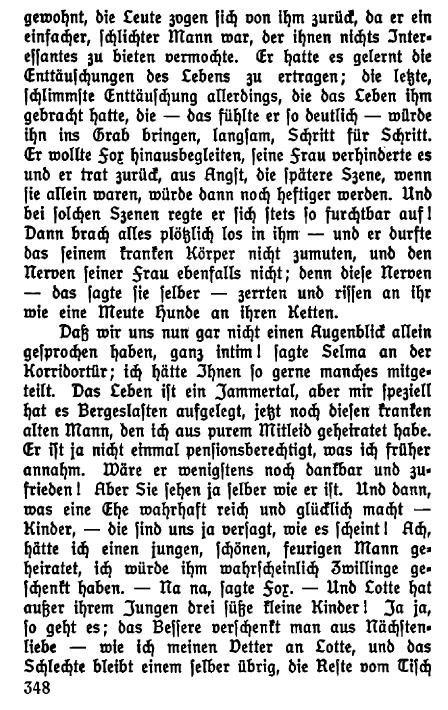 gewohnt, die Leute zogen sich von ihm zurück, da er ein
einfacher, schlichter Mann war, der ihnen nichts Inter-
essantes zu bieten vermochte. Er hatte es gelernt die
Enttäuschungen des Lebens zu ertragen; die letzte,
schlimmste Enttäuschung allerdings, die das Leben ihm
gebracht hatte, die — das fühlte er so deutlich — würde
ihn ins Grab bringen, langsam, Schritt für Schritt.
Er wollte Fox hinausbegleiten, seine Frau verhinderte es
und er trat zurück, aus Angst, die spätere Szene, wenn
sie allein waren, würde dann noch heftiger werden. Und
bei solchen Szenen regte er sich stets so furchtbar auf!
Dann brach alles plötzlich los in ihm — und er durfte
das seinem kranken Körper nicht zumuten, und den
Nerven seiner Frau ebenfalls nicht; denn diese Nerven
— das sagte sie selber — zerrten und rissen an ihr
wie eine Meute Hunde an ihren Ketten.
Daß wir uns nun gar nicht einen Augenblick allein
gesprochen haben, ganz intim! sagte Selma an der
Korridortür; ich hätte Ihnen so gerne manches mitge-
teilt. Das Leben ist ein Jammertal, aber mir speziell
hat es Bergeslasten aufgelegt, jetzt noch diesen kranken
alten Mann, den ich aus purem Mitleid geheiratet habe.
Er ist ja nicht einmal pensionsberechtigt, was ich früher
annahm. Wäre er wenigstens noch dankbar und zu-
frieden! Aber Sie sehen ja selber wie er ist. Und dann,
was eine Ehe wahrhaft reich und glücklich macht —
Kinder, — die sind uns ja versagt, wie es scheint! Ach,
hätte ich einen jungen, schönen, feurigen Mann ge-
heiratet, ich würde ihm wahrscheinlich Zwillinge ge-
schenkt haben. — Na na, sagte Fox. — Und Lotte hat
außer ihrem Jungen drei süße kleine Kinder! Ja ja,
so geht es; das Bessere verschenkt man aus Nächsten-
liebe — wie ich meinen Vetter an Lotte, und das
Schlechte bleibt einem selber übrig, die Reste vom Tisch
348